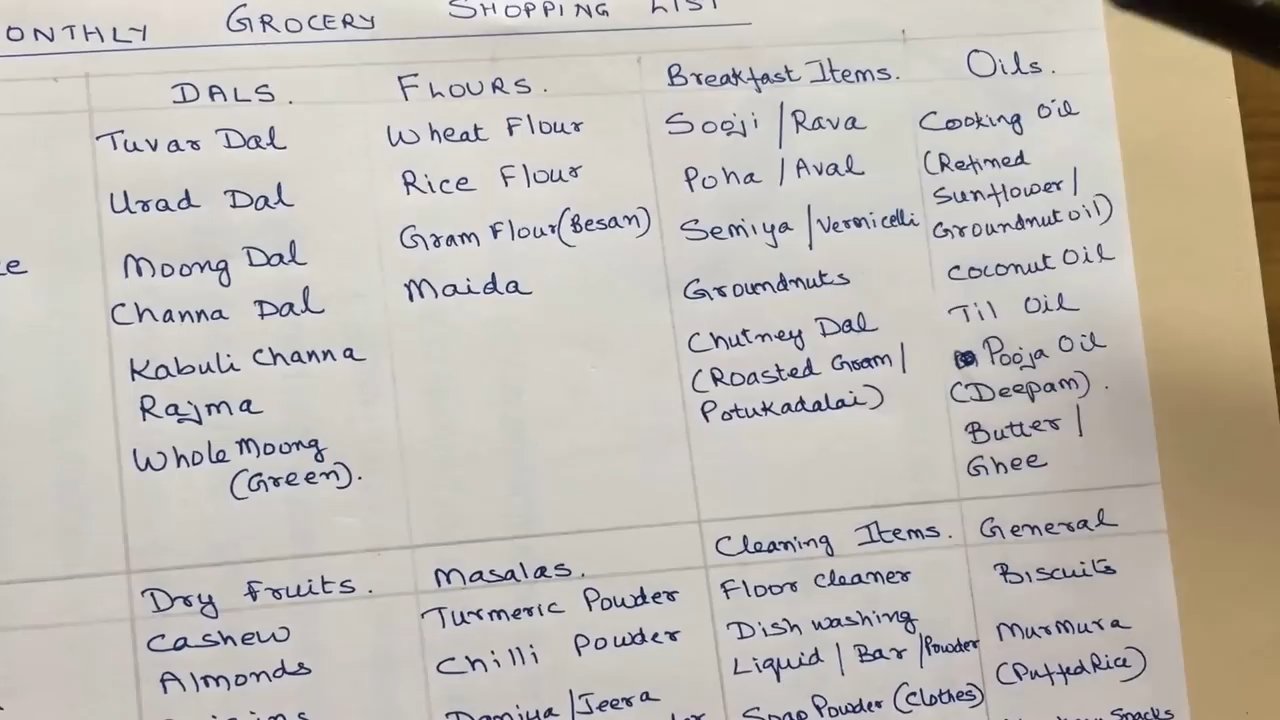 MONTHLY GROCERY SHOPPING LIST
DALS.
Tuvar Dal
Urad Dal
Moong Dal
Channa Dal
Kabuli Channa
Rajma
Whole Moong
(Green).
FLOURS.
Wheat Flour
Rice Flour
Gram Flour (Besan)
Maida
Breakfast Items.
Sooji / Rava
Poha / Aval
Semiya / Vermicelli
Groundnuts
Chutney Dal
(Roasted Gram /
Potukadalai)
Oils.
Cooking Oil
(Refined
Sunflower /
Groundnut oil)
Coconut Oil
Til Oil
Pooja Oil
(Deepam).
Butter /
Ghee
Dry Fruits.
Cashew
Almonds
Masalas.
Turmeric Powder
Chilli Powder
Daniya / Jeera
Cleaning Items.
Floor cleaner
Dish washing
Liquid / Bar / Powder
Soap Powder (Clothes)
General
Biscuits
Murmura
(Puffed Rice)
Snacks